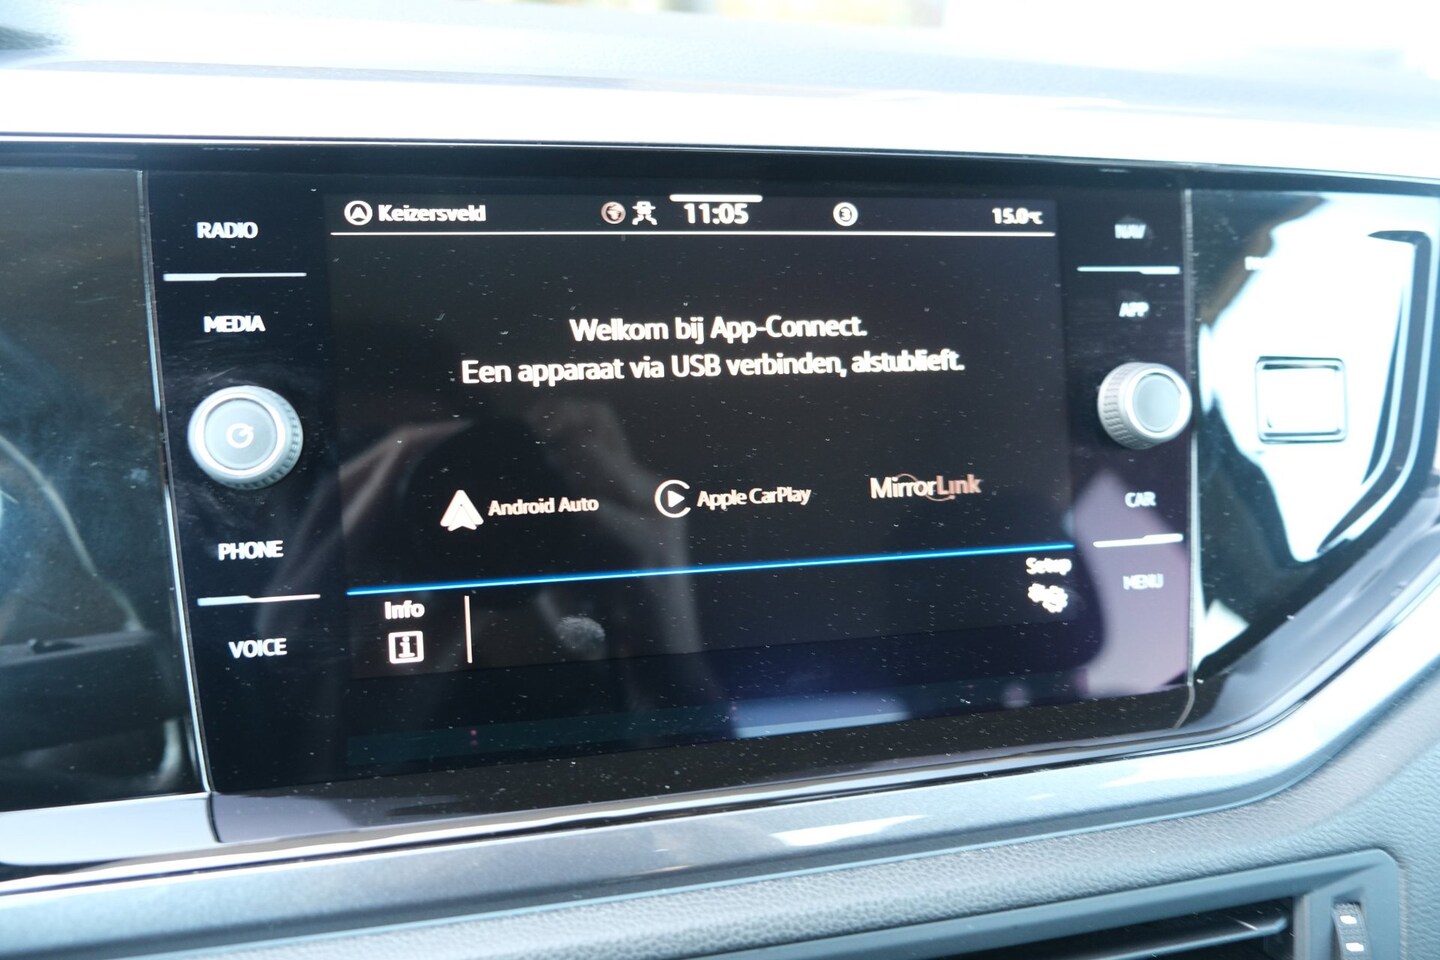 Keizersveld 11:05 3 15.0°C
RADIO
MEDIA
PHONE
VOICE
Welkom bij App-Connect.
Een apparaat via USB verbinden, alstublieft.
Android Auto Apple CarPlay MirrorLink
Info
Setup
NAV
APP
CAR
MENU